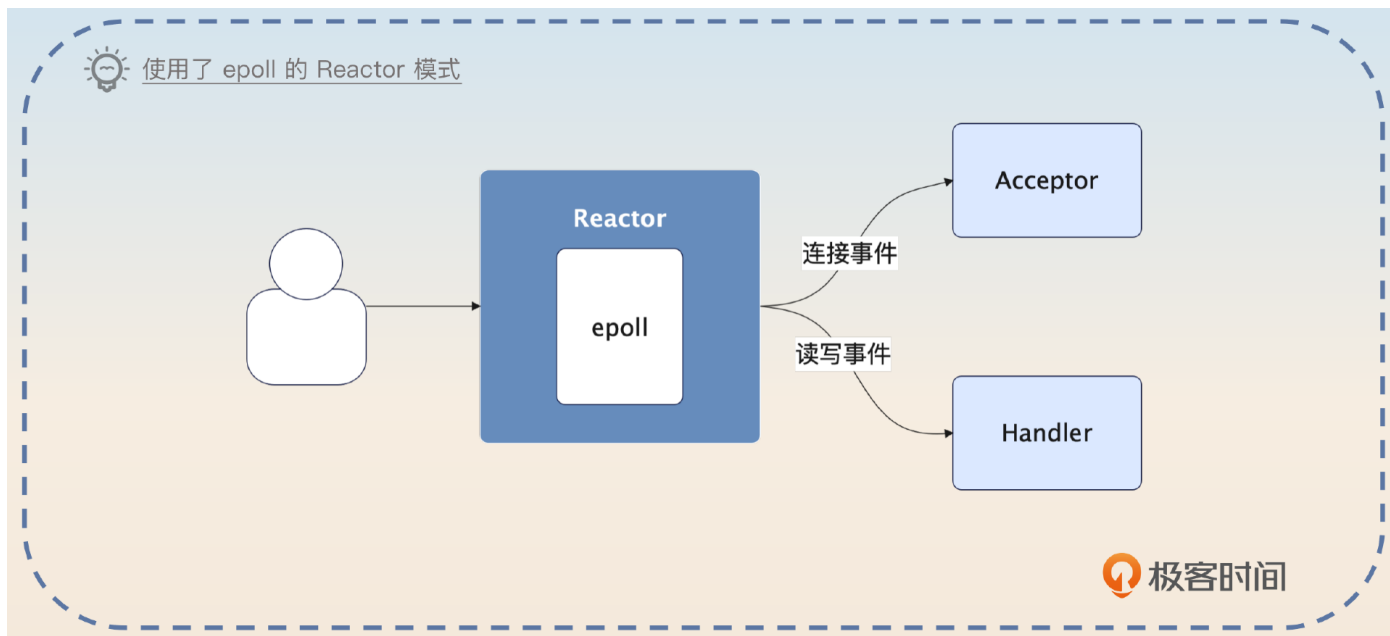 使用了 epoll 的 Reactor 模式
Reactor
epoll
连接事件
读写事件
Acceptor
Handler
极客时间